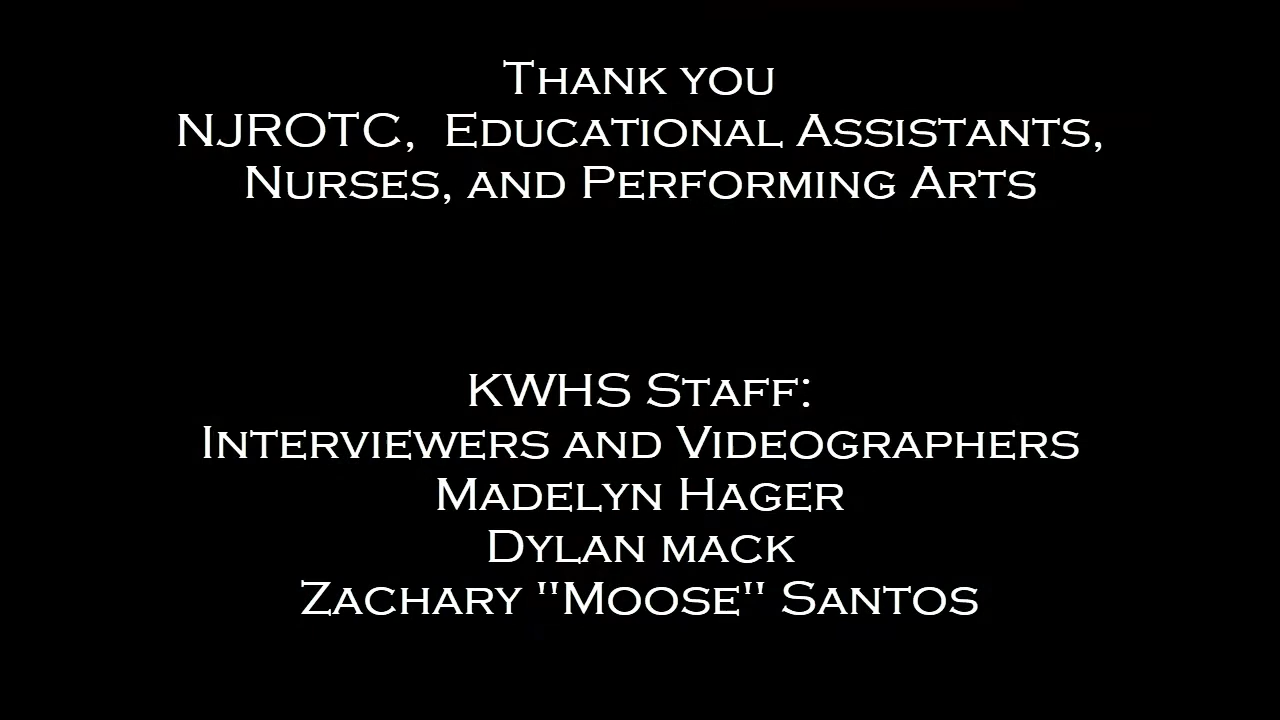 Thank you
NJROTC,  Educational Assistants,
Nurses, and Performing Arts
KWHS Staff:
Interviewers and Videographers
Madelyn Hager
Dylan mack
Zachary "Moose" Santos